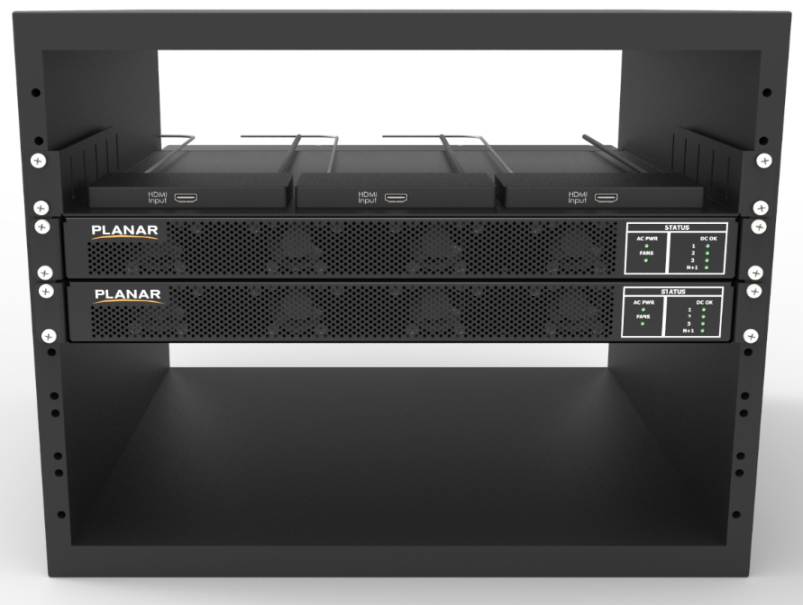 HDMI
Input
HDMI
Input
HDMI
Input
PLANAR
STATUS
AC PWR
DC OK
FANS
1
2
3
N+1
PLANAR
STATUS
AC PWR
DC OK
FANS
1
3
N+1